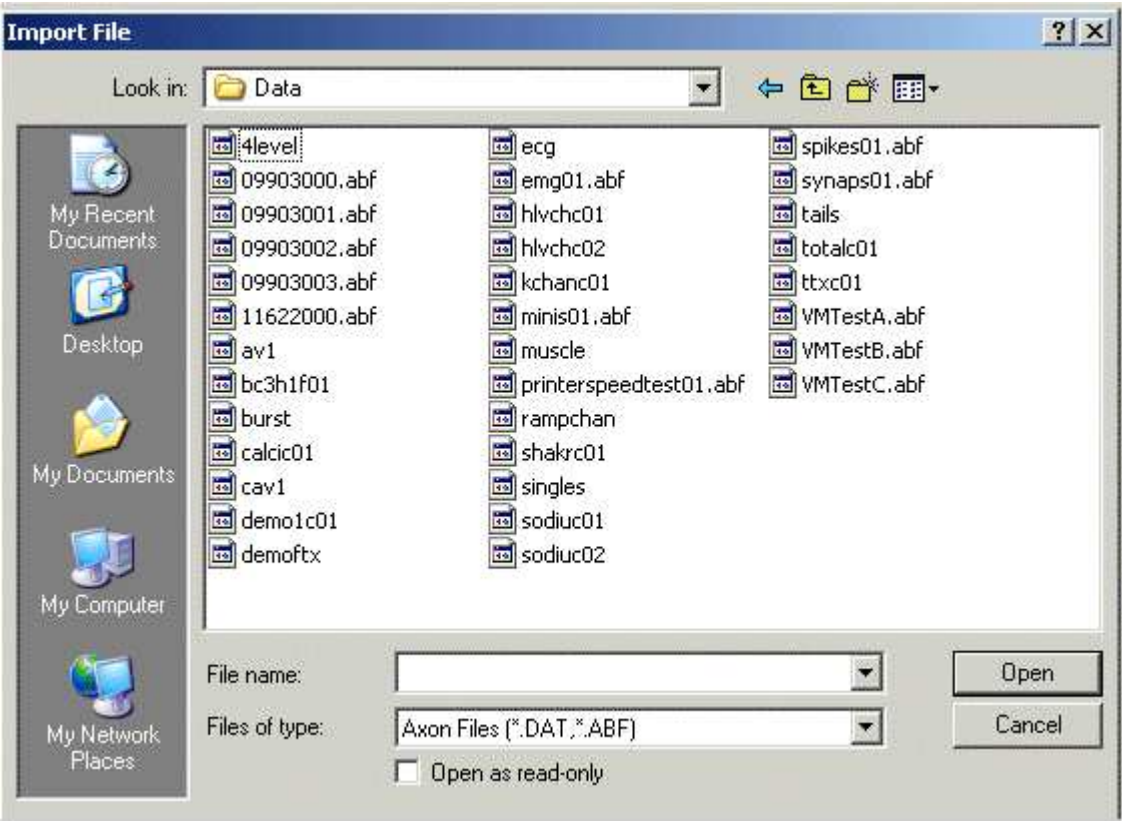 Import File
Look in:
Data
My Recent
Documents
Desktop
My Documents
My Computer
My Network
Places
4level
09903000.abf
09903001.abf
09903002.abf
09903003.abf
11622000.abf
av1
bc3h1f01
burst
calcic01
cav1
demo1c01
demoftx
ecg
emg01.abf
hlvchc01
hlvchc02
kchanc01
minis01.abf
muscle
printerspeedtest01.abf
rampchan
shakrc01
singles
sodiuc01
sodiuc02
spikes01.abf
synaps01.abf
tails
totalc01
ttxc01
VMTestA.abf
VMTestB.abf
VMTestC.abf
File name:
Open
Files of type:
Axon Files (*.DAT,*.ABF)
Cancel
Open as read-only